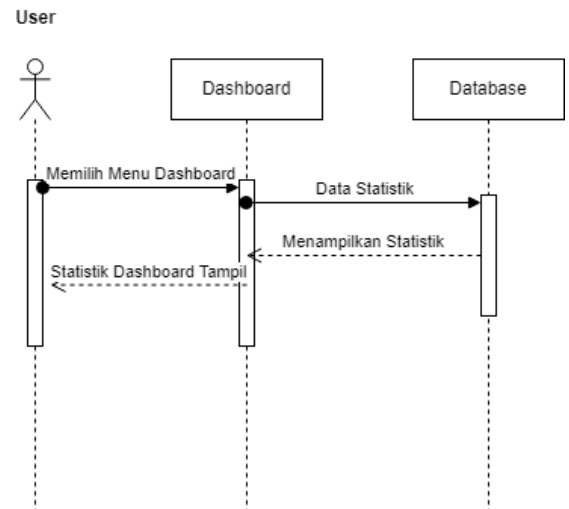 User
Dashboard
Database
Memilih Menu Dashboard
Data Statistik
Menampilkan Statistik
Statistik Dashboard Tampil